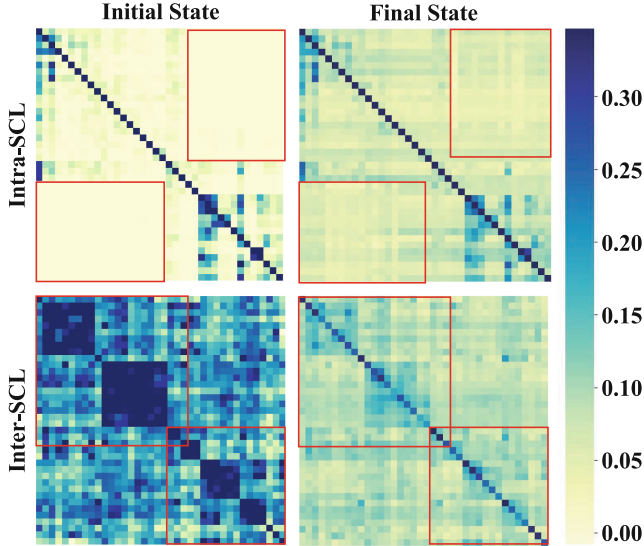 Initial State
Final State
Intra-SCL
Inter-SCL
0.30
0.25
0.20
0.15
0.10
0.05
0.00